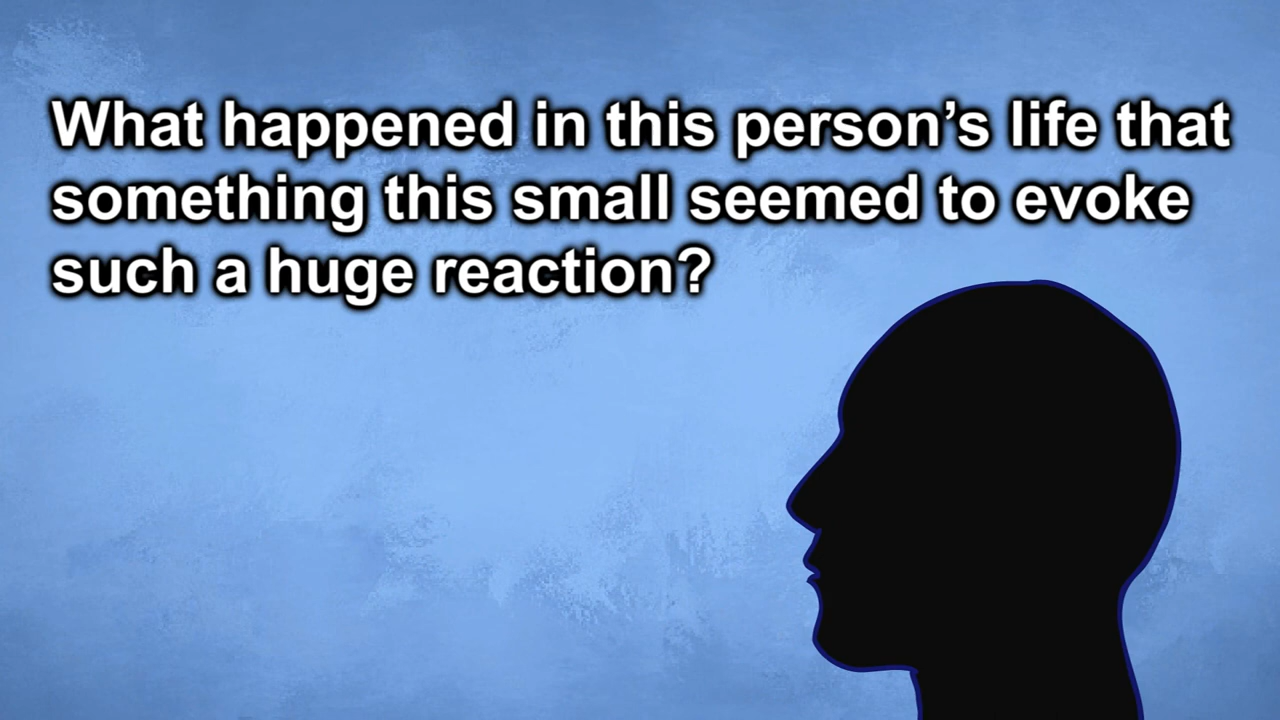 What happened in this person’s life that
something this small seemed to evoke
such a huge reaction?